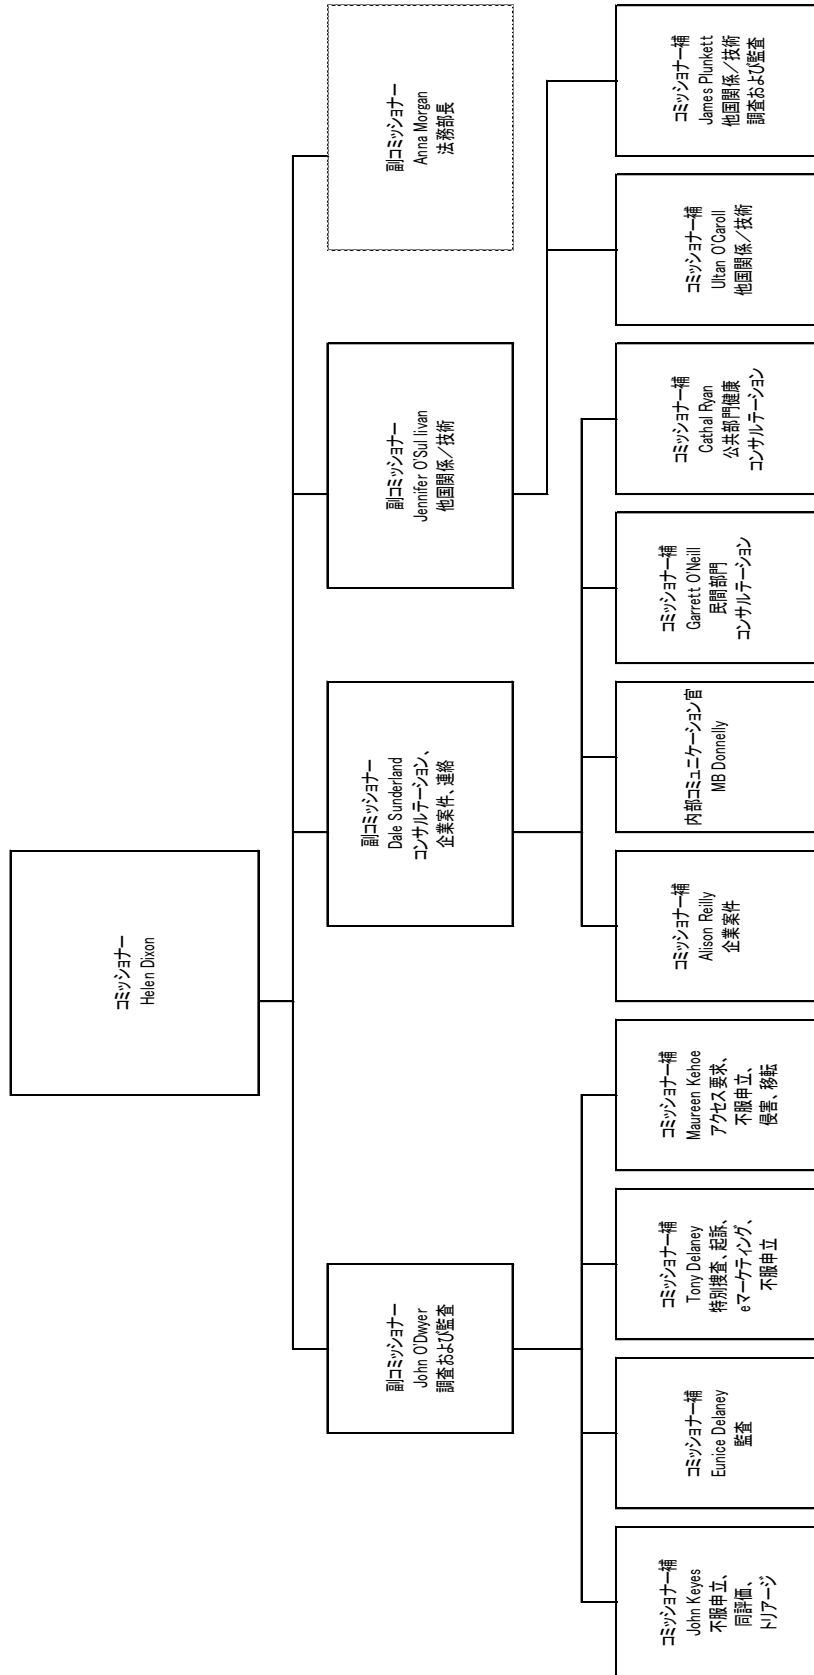 コミッショナー
Helen Dixon
副コミッショナー
John O'Dwyer
調査および監査
副コミッショナー
Dale Sunderland
コンサルテーション、
企業案件、連絡
副コミッショナー
Jennifer O'Sullivan
他国関係／技術
副コミッショナー
Anna Morgan
法務部長
コミッショナー補
John Keyes
不服申立、
同評価、
トリアージ
コミッショナー補
Eunice Delaney
監査
コミッショナー補
Tony Delaney
特別捜査、起訴、
eマーケティング、
不服申立
コミッショナー補
Maureen Kehoe
アクセス要求、
不服申立、
侵害、移転
コミッショナー補
Alison Reilly
企業案件
内部コミュニケーション官
MB Donnelly
コミッショナー補
Garrett O'Neill
民間部門
コンサルテーション
コミッショナー補
Cathal Ryan
公共部門健康
コンサルテーション
コミッショナー補
Ultan O'Caroll
他国関係／技術
コミッショナー補
James Plunkett
他国関係／技術
調査および監査